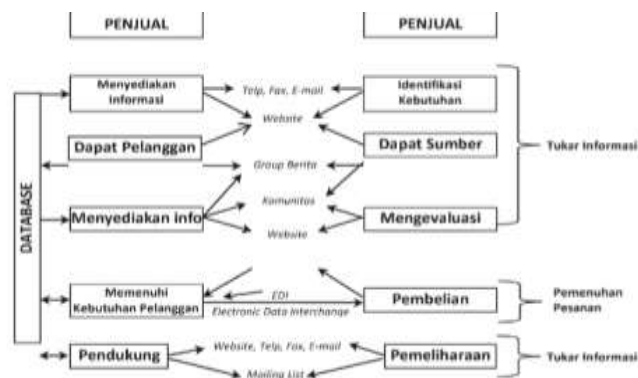 PENJUAL
PENJUAL
Menyediakan
Informasi
Telp, Fax, E-mail
Identifikasi
Kebutuhan
Website
Dapat Pelanggan
Dapat Sumber
Tukar Informasi
Group Berita
DATABASE
Komunitas
Menyediakan info
Mengevaluasi
Website
Memenuhi
Kebutuhan Pelanggan
EDI
Electronic Data Interchange
Pembelian
Pemenuhan
Pesanan
Pendukung
Website, Telp, Fax, E-mail
Mailing List
Pemeliharaan
Tukar Informasi